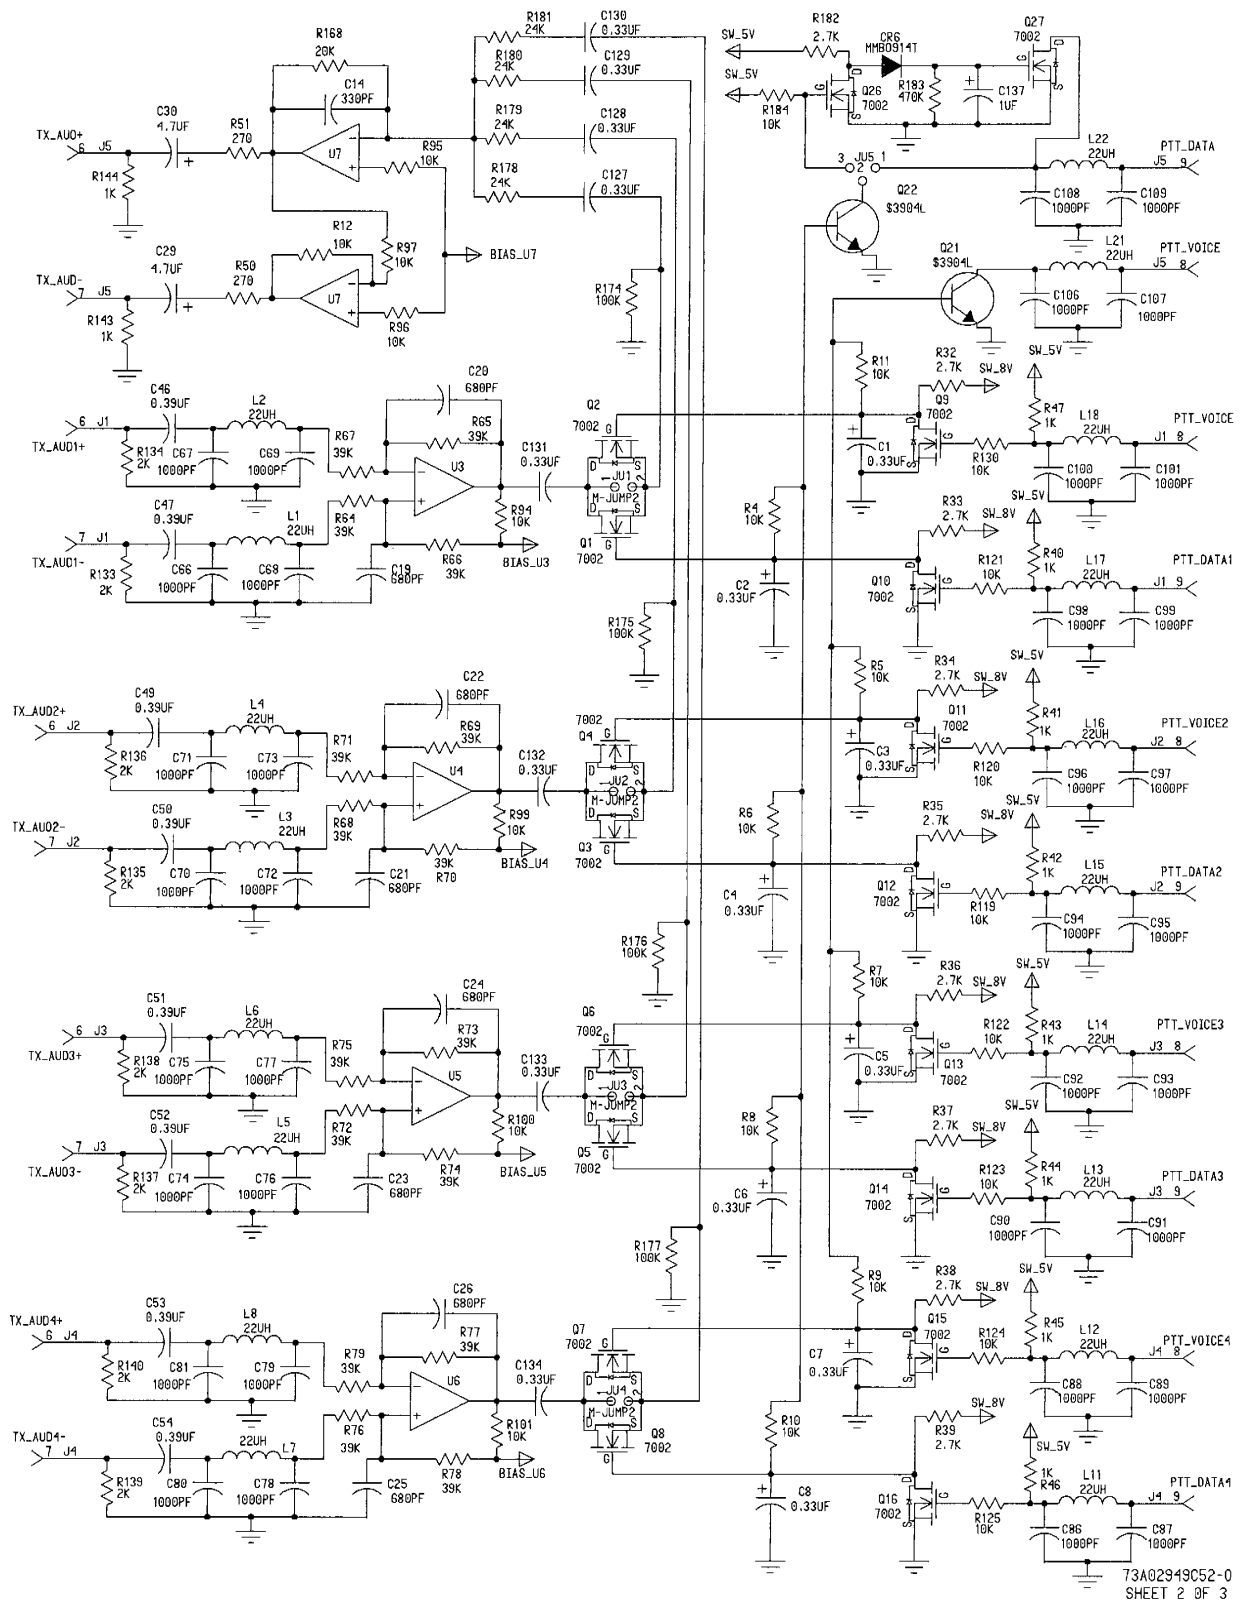 R181
24K
C130
0.33UF
R180
24K
C129
0.33UF
R179
24K
C128
0.33UF
R178
24K
C127
0.33UF
R168
20K
C14
330PF
C30
4.7UF
R51
270
TX_AUD+
6 J5
R144
1K
U7
R95
10K
R12
10K
R97
10K
BIAS_U7
C29
4.7UF
R50
270
TX_AUD-
7 J5
R143
1K
U7
R96
10K
R174
100K
R182
2.7K
SW_5V
SW_5V
CR6
MMBD914T
Q27
7002
D
G
S
Q26
7002
D
G
S
R183
470K
C137
1UF
R184
10K
3 JU5 1
2
Q22
$3904L
L22
22UH
PTT_DATA
J5 9
C108
1000PF
C109
1000PF
Q21
$3904L
L21
22UH
PTT_VOICE
J5 8
C106
1000PF
C107
1000PF
C46
0.39UF
L2
22UH
6 J1
TX_AUD1+
R134
2K
C67
1000PF
C69
1000PF
R67
39K
C20
680PF
R65
39K
U3
C131
0.33UF
R94
10K
C47
0.39UF
L1
22UH
7 J1
TX_AUD1-
R133
2K
C66
1000PF
C68
1000PF
R64
39K
C19
680PF
R66
39K
BIAS_U3
Q2
7002
G
D S
1 JU1 2
M-JUMP2
D S
G
Q1
7002
R175
100K
R11
10K
R32
2.7K
SW_8V
Q9
7002
D
G
S
C1
0.33UF
R130
10K
SW_5V
R47
1K
L18
22UH
PTT_VOICE
J1 8
C100
1000PF
C101
1000PF
R4
10K
C2
0.33UF
R33
2.7K
SW_8V
Q10
7002
D
G
S
R121
10K
SW_5V
R40
1K
L17
22UH
PTT_DATA1
J1 9
C98
1000PF
C99
1000PF
TX_AUD2+
6 J2
C49
0.39UF
L4
22UH
R136
2K
C71
1000PF
C73
1000PF
R71
39K
C22
680PF
R69
39K
U4
C132
0.33UF
R99
10K
TX_AUD2-
7 J2
C50
0.39UF
L3
22UH
R135
2K
C70
1000PF
C72
1000PF
R68
39K
C21
680PF
39K
R70
BIAS_U4
7002
Q4
G
D S
1 JU2 2
M-JUMP2
D S
G
Q3
7002
R176
100K
R5
10K
R34
2.7K
SW_8V
Q11
7002
D
G
S
C3
0.33UF
R120
10K
SW_5V
R41
1K
L16
22UH
PTT_VOICE2
J2 8
C96
1000PF
C97
1000PF
R6
10K
C4
0.33UF
R35
2.7K
SW_8V
Q12
7002
D
G
S
R119
10K
SW_5V
R42
1K
L15
22UH
PTT_DATA2
J2 9
C94
1000PF
C95
1000PF
6 J3
TX_AUD3+
C51
0.39UF
L6
22UH
R138
2K
C75
1000PF
C77
1000PF
R75
39K
C24
680PF
R73
39K
U5
C133
0.33UF
R100
10K
7 J3
TX_AUD3-
C52
0.39UF
L5
22UH
R137
2K
C74
1000PF
C76
1000PF
R72
39K
C23
680PF
R74
39K
BIAS_U5
Q6
7002
G
D S
1 JU3 2
M-JUMP2
D S
G
Q5
7002
R177
100K
R7
10K
R36
2.7K
SW_8V
D
G
S
Q13
7002
C5
0.33UF
R122
10K
SW_5V
R43
1K
L14
22UH
PTT_VOICE3
J3 8
C92
1000PF
C93
1000PF
R8
10K
C6
0.33UF
R37
2.7K
SW_8V
Q14
7002
D
G
S
R123
10K
SW_5V
R44
1K
L13
22UH
PTT_DATA3
J3 9
C90
1000PF
C91
1000PF
TX_AUD4+
6 J4
C53
0.39UF
L8
22UH
R140
2K
C81
1000PF
C79
1000PF
R79
39K
C26
680PF
R77
39K
U6
C134
0.33UF
R101
10K
TX_AUD4-
7 J4
C54
0.39UF
22UH L7
R139
2K
C80
1000PF
C78
1000PF
R76
39K
C25
680PF
R78
39K
BIAS_U6
Q7
7002
G
D S
1 JU4 2
M-JUMP2
D S
G
Q8
7002
R9
10K
R38
2.7K
SW_8V
Q15
7002
D
G
S
C7
0.33UF
R124
10K
SW_5V
R45
1K
L12
22UH
PTT_VOICE4
J4 8
C88
1000PF
C89
1000PF
R10
10K
C8
0.33UF
SW_8V
R39
2.7K
Q16
7002
D
G
S
R125
10K
SW_5V
1K
R46
L11
22UH
PTT_DATA4
J4 9
C86
1000PF
C87
1000PF
73A02949C52-0
SHEET 2 OF 3